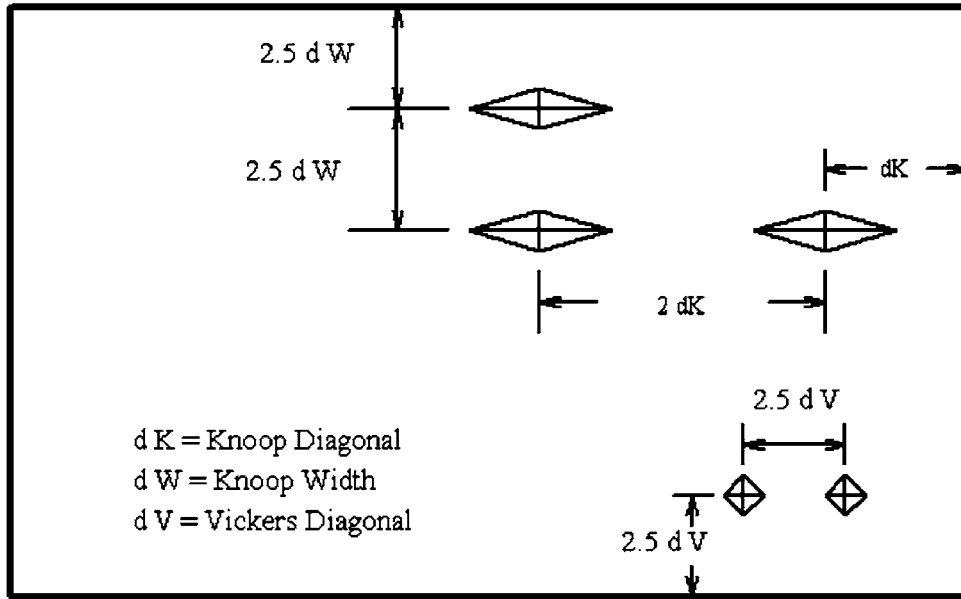 2.5 d W
2.5 d W
dK
2 dK
2.5 d V
d K = Knoop Diagonal
d W = Knoop Width
d V = Vickers Diagonal
2.5 d V